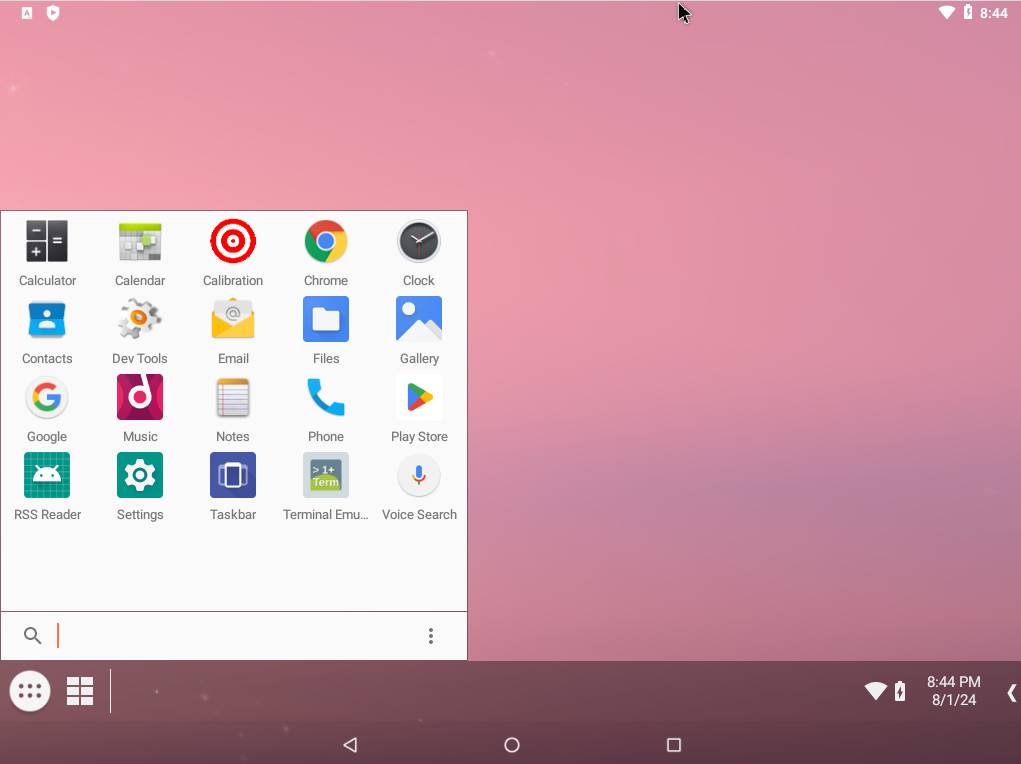 8:44
Calculator Calendar Calibration Chrome Clock
Contacts Dev Tools Email Files Gallery
@
Google Music Notes Phone Play Store
> 1+
Term
RSS Reader Settings Taskbar Terminal Emu... Voice Search
8:44 PM
8/1/24